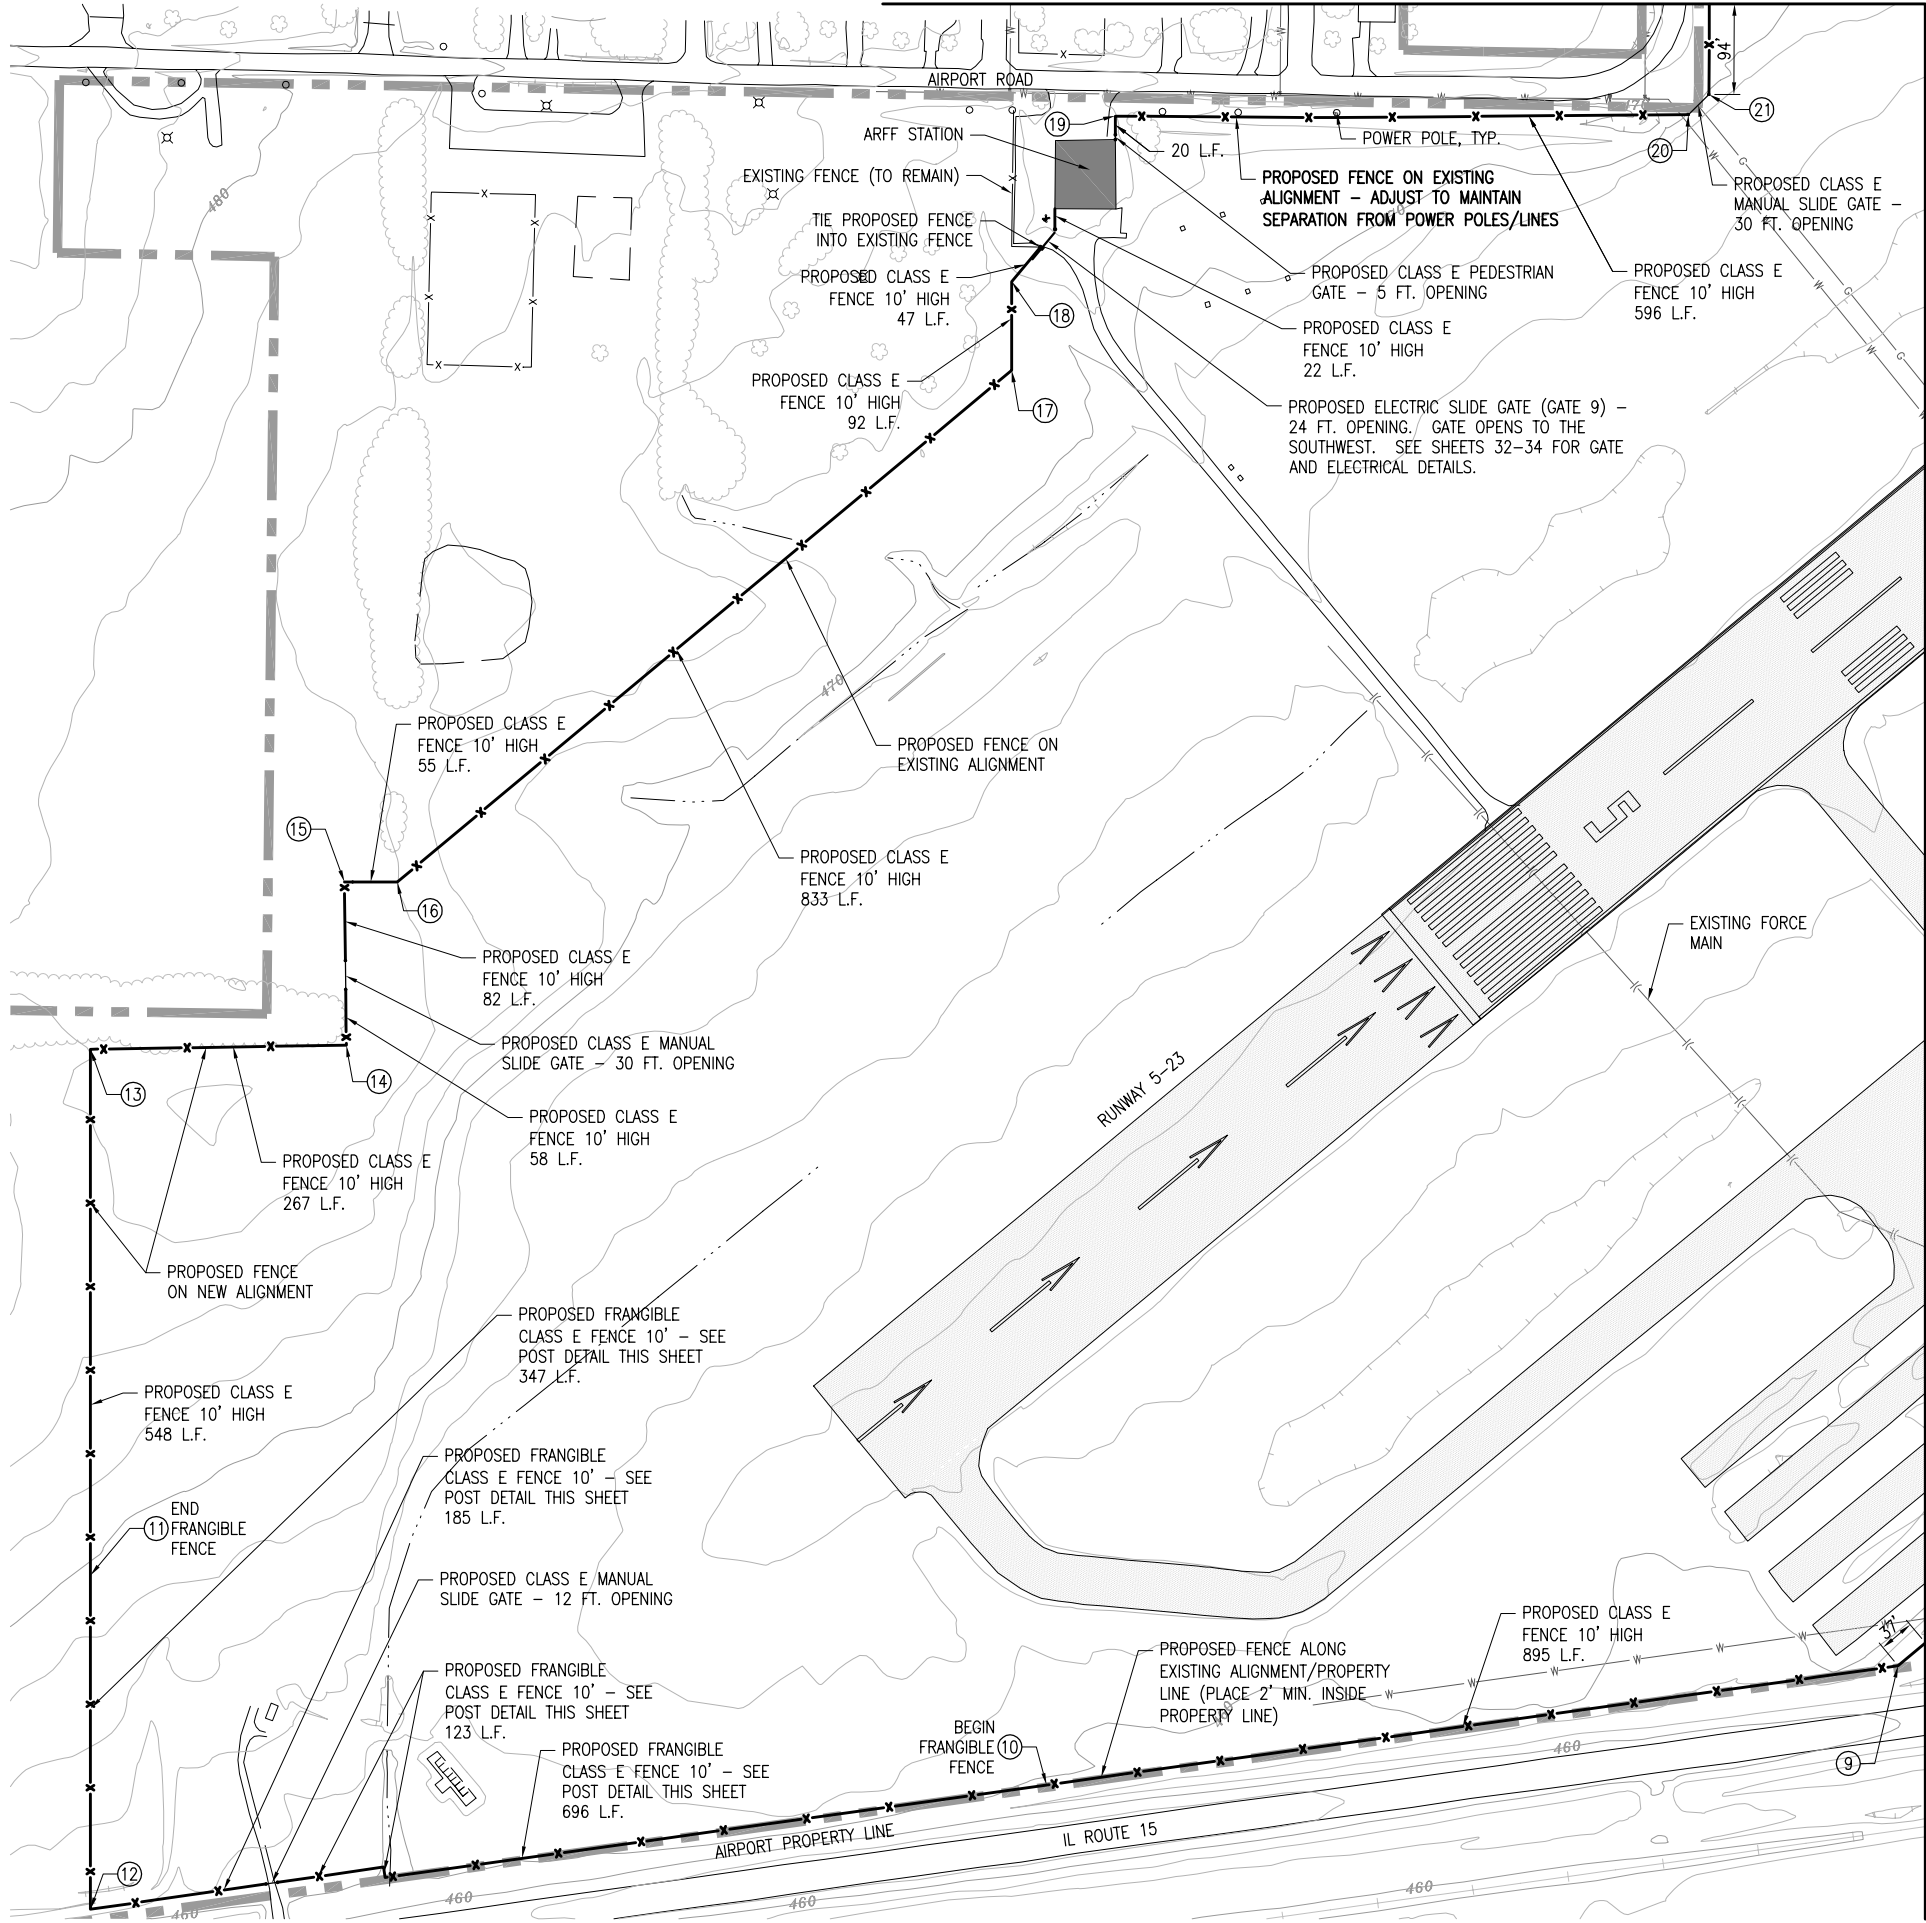 94'
AIRPORT ROAD
21
19
ARFF STATION
20 L.F.
POWER POLE, TYP.
20
EXISTING FENCE (TO REMAIN)
PROPOSED FENCE ON EXISTING
ALIGNMENT – ADJUST TO MAINTAIN
SEPARATION FROM POWER POLES/LINES
PROPOSED CLASS E
MANUAL SLIDE GATE –
30 FT. OPENING
480
TIE PROPOSED FENCE
INTO EXISTING FENCE
PROPOSED CLASS E
FENCE 10' HIGH
47 L.F.
PROPOSED CLASS E PEDESTRIAN
GATE – 5 FT. OPENING
PROPOSED CLASS E
FENCE 10' HIGH
596 L.F.
18
PROPOSED CLASS E
FENCE 10' HIGH
22 L.F.
PROPOSED CLASS E
FENCE 10' HIGH
92 L.F.
17
PROPOSED ELECTRIC SLIDE GATE (GATE 9) –
24 FT. OPENING. GATE OPENS TO THE
SOUTHWEST. SEE SHEETS 32–34 FOR GATE
AND ELECTRICAL DETAILS.
470
PROPOSED CLASS E
FENCE 10' HIGH
55 L.F.
PROPOSED FENCE ON
EXISTING ALIGNMENT
15
5
PROPOSED CLASS E
FENCE 10' HIGH
833 L.F.
16
EXISTING FORCE
MAIN
PROPOSED CLASS E
FENCE 10' HIGH
82 L.F.
PROPOSED CLASS E MANUAL
SLIDE GATE – 30 FT. OPENING
13
14
RUNWAY 5–23
PROPOSED CLASS E
FENCE 10' HIGH
58 L.F.
PROPOSED CLASS E
FENCE 10' HIGH
267 L.F.
PROPOSED FENCE
ON NEW ALIGNMENT
PROPOSED FRANGIBLE
CLASS E FENCE 10' – SEE
POST DETAIL THIS SHEET
347 L.F.
PROPOSED CLASS E
FENCE 10' HIGH
548 L.F.
PROPOSED FRANGIBLE
CLASS E FENCE 10' – SEE
POST DETAIL THIS SHEET
185 L.F.
11
END
FRANGIBLE
FENCE
PROPOSED CLASS E MANUAL
SLIDE GATE – 12 FT. OPENING
PROPOSED CLASS E
FENCE 10' HIGH
895 L.F.
37'
PROPOSED FENCE ALONG
EXISTING ALIGNMENT/PROPERTY
LINE (PLACE 2' MIN. INSIDE
PROPERTY LINE)
PROPOSED FRANGIBLE
CLASS E FENCE 10' – SEE
POST DETAIL THIS SHEET
123 L.F.
BEGIN
FRANGIBLE
FENCE
10
PROPOSED FRANGIBLE
CLASS E FENCE 10' – SEE
POST DETAIL THIS SHEET
696 L.F.
460
9
AIRPORT PROPERTY LINE
IL ROUTE 15
12
460
460
460
460